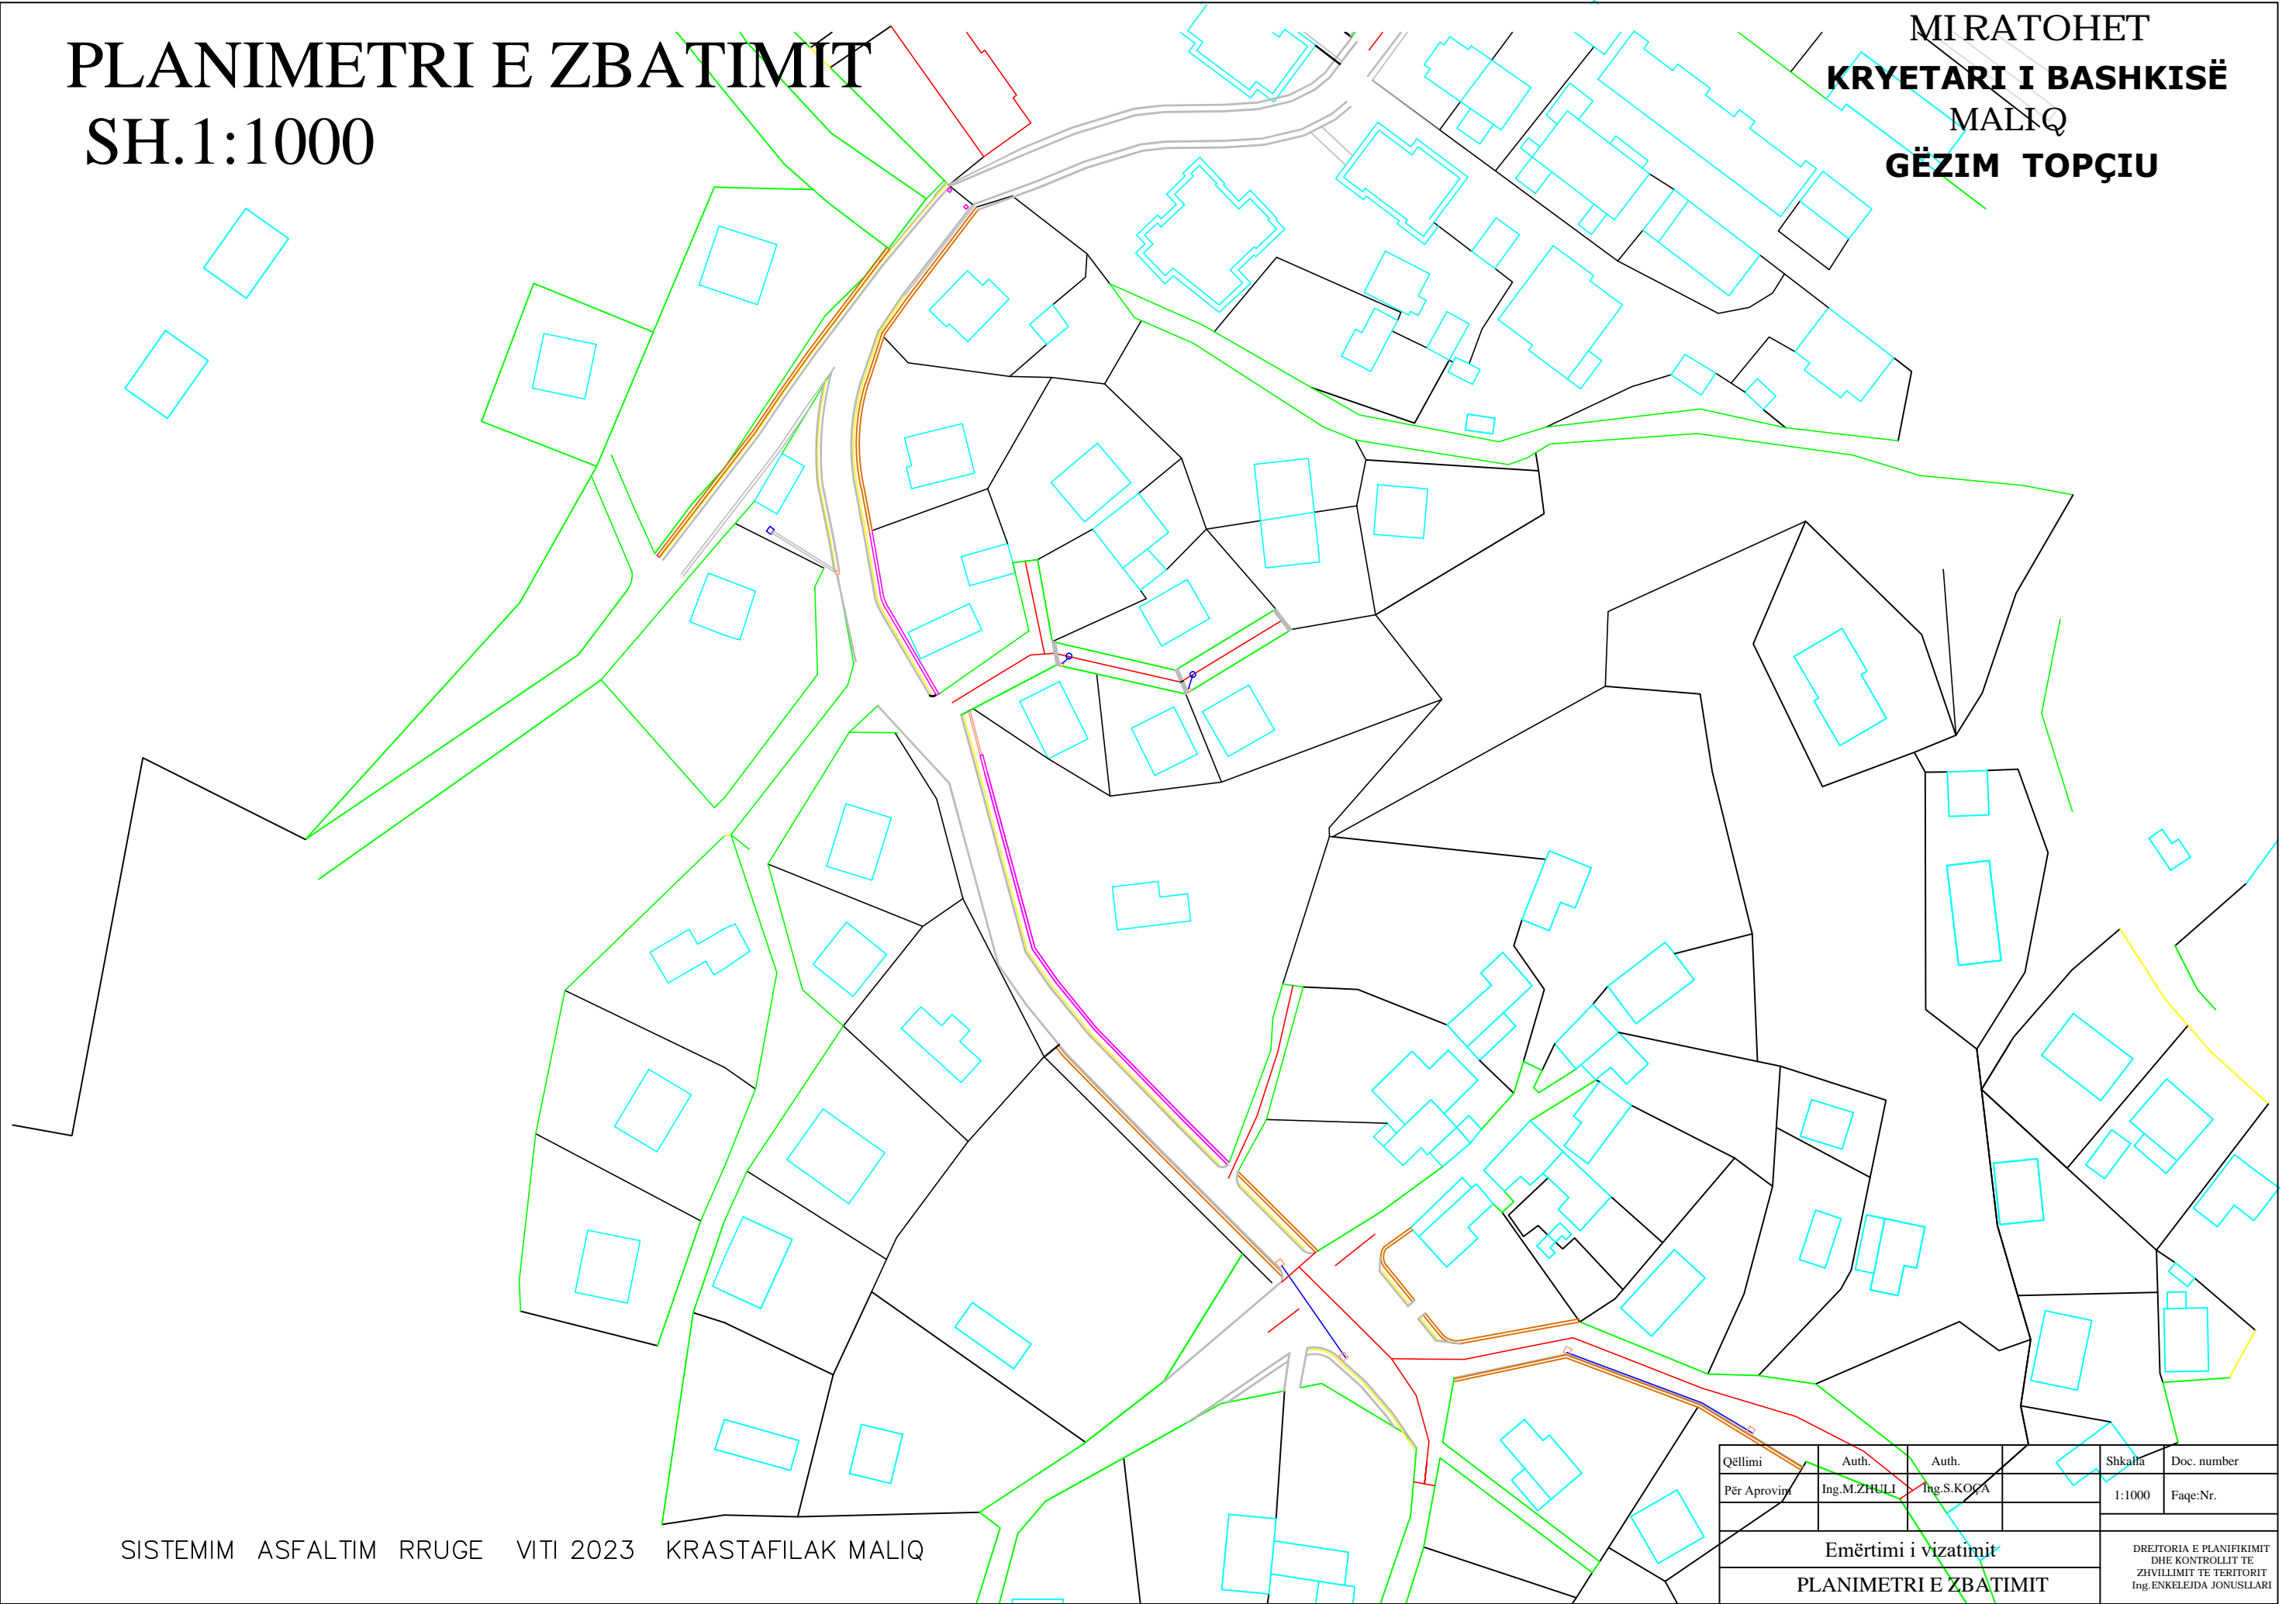 PLANIMETRI E ZBATIMIT
SH.1:1000
MIRATOHET
KRYETARI I BASHKISË
MALIQ
GËZIM TOPÇIU
SISTEMIM ASFALTIM RRUGE VITI 2023 KRASTAFILAK MALIQ
Qëllimi Auth. Auth. Shkalla Doc. number
Për Aprovim Ing.M.ZHULI Ing.S.KOÇA 1:1000 Faqe:Nr.
Emërtimi i vizatimit
PLANIMETRI E ZBATIMIT
DREJTORIA E PLANIFIKIMIT
DHE KONTROLLIT TE
ZHVILLIMIT TE TERITORIT
Ing.ENKELEJDA JONUSLLARI